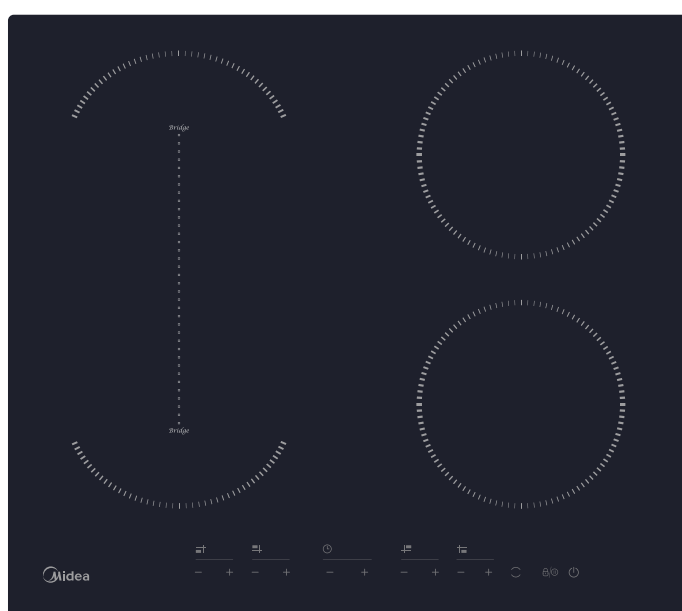 Bridge
Bridge
− + − + − + − + − +
Midea